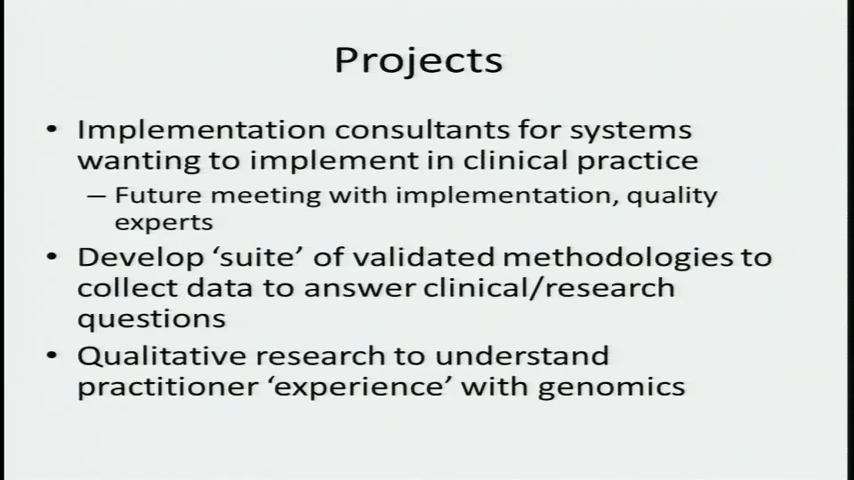 Projects
• Implementation consultants for systems
wanting to implement in clinical practice
– Future meeting with implementation, quality
experts
• Develop ‘suite’ of validated methodologies to
collect data to answer clinical/research
questions
• Qualitative research to understand
practitioner ‘experience’ with genomics